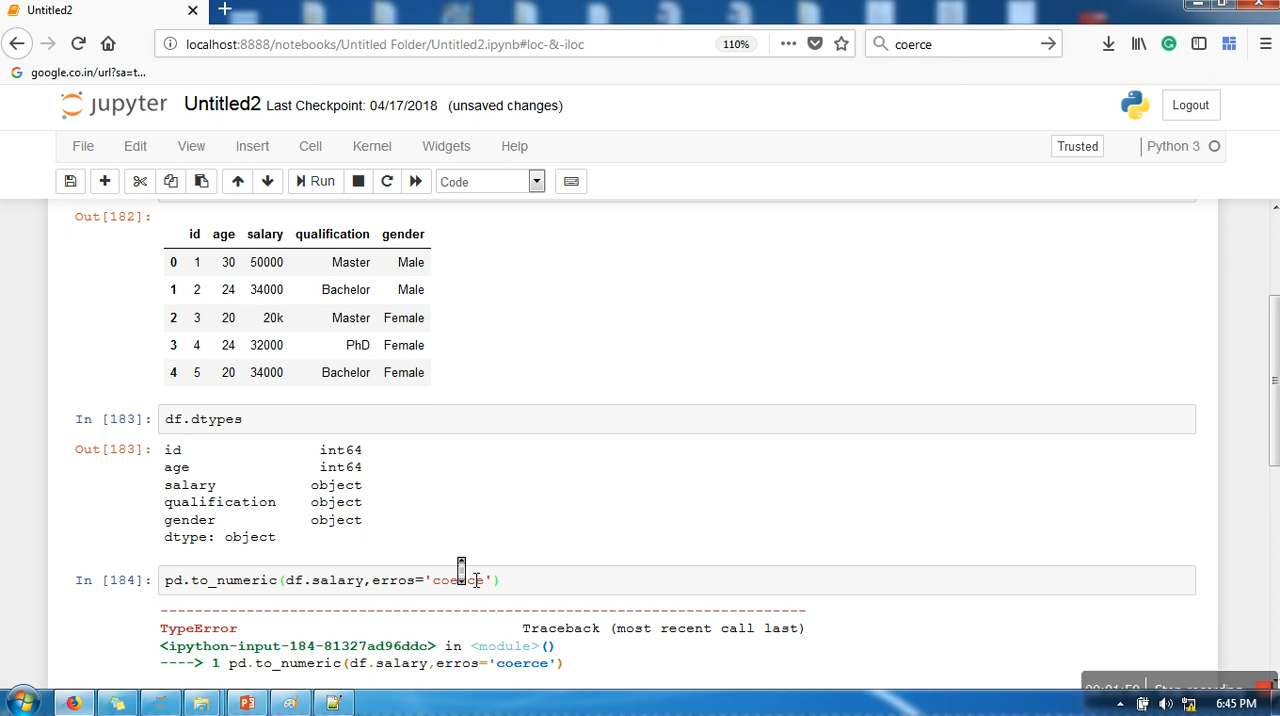 Untitled2
localhost:8888/notebooks/Untitled Folder/Untitled2.ipynb#loc-&-iloc
110%
coerce
google.co.in/url?sa=t...
jupyter Untitled2 Last Checkpoint: 04/17/2018 (unsaved changes)
Logout
File Edit View Insert Cell Kernel Widgets Help
Trusted
Python 3
Run
Code
Out[182]:
id age salary qualification gender
0 1 30 50000 Master Male
1 2 24 34000 Bachelor Male
2 3 20 20k Master Female
3 4 24 32000 PhD Female
4 5 20 34000 Bachelor Female
In [183]: df.dtypes
Out[183]: id int64
age int64
salary object
qualification object
gender object
dtype: object
In [184]: pd.to_numeric(df.salary,erros='coerce')
---------------------------------------------------------------------------
TypeError Traceback (most recent call last)
<ipython-input-184-81327ad96ddc> in <module>()
----> 1 pd.to_numeric(df.salary,erros='coerce')
6:45 PM